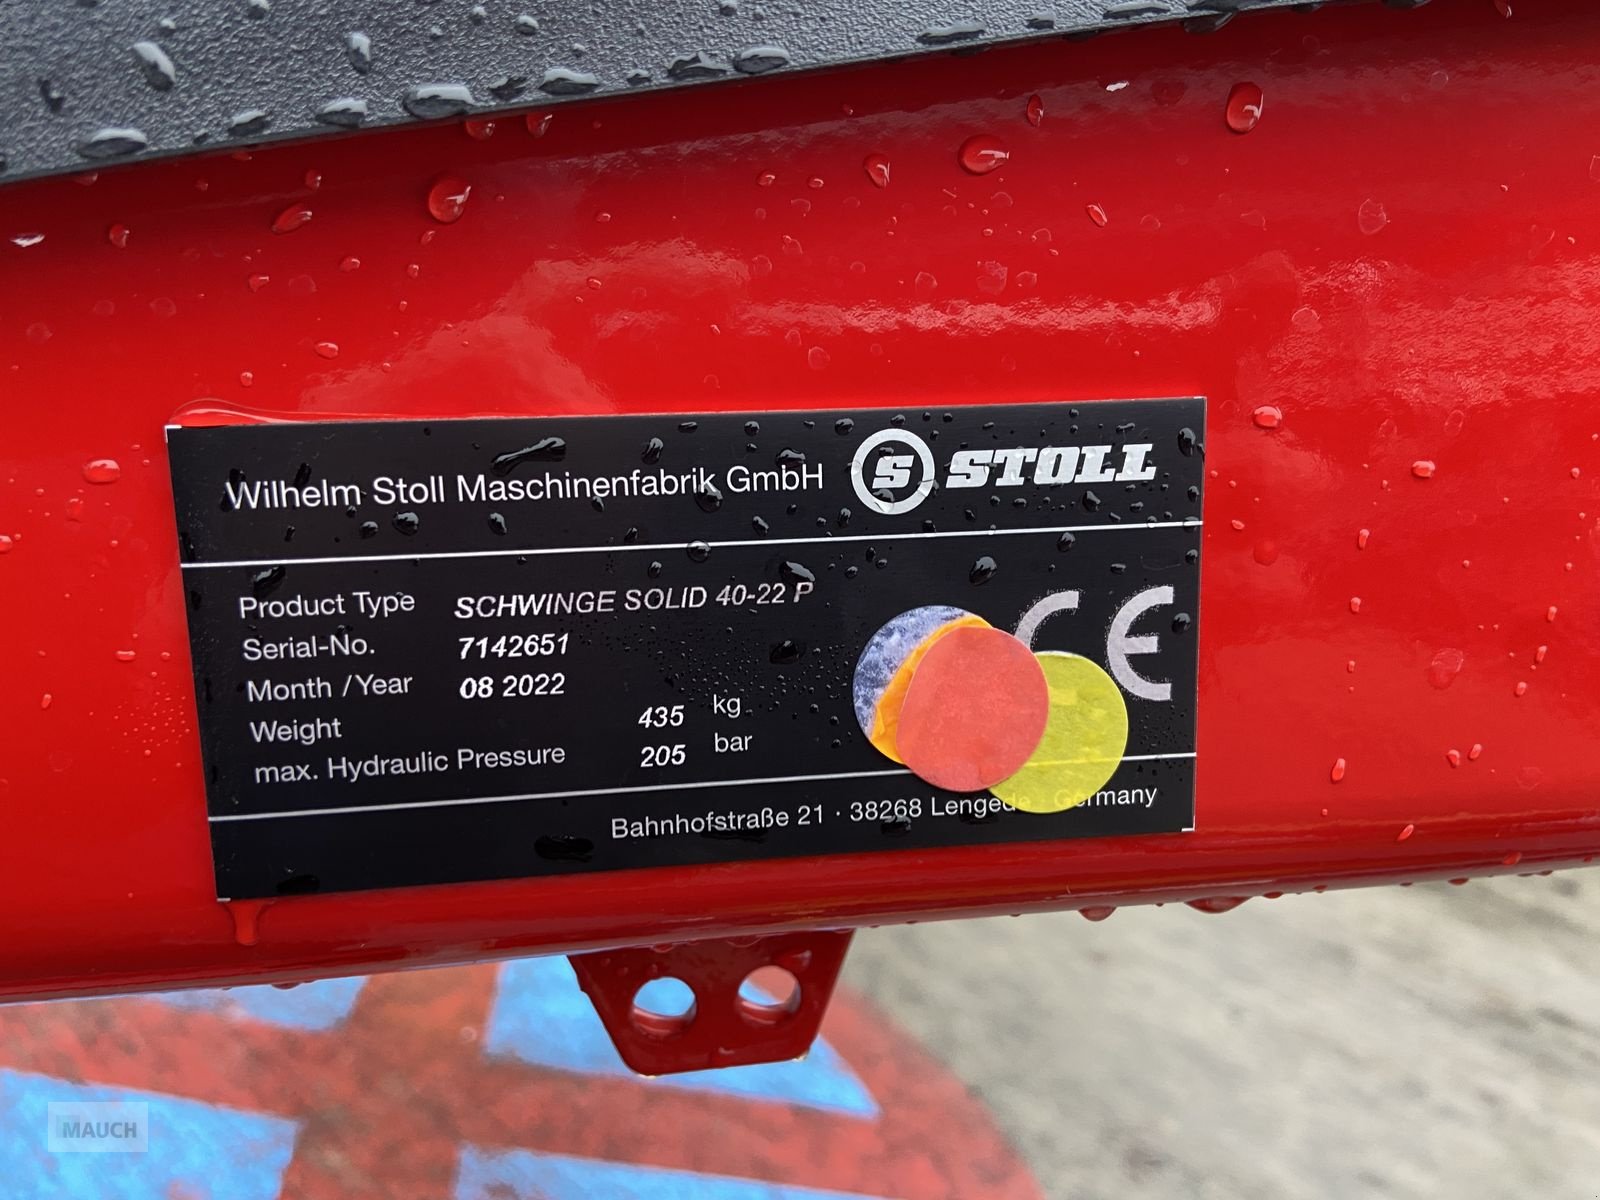 Wilhelm Stoll Maschinenfabrik GmbH S STOLL
Product Type SCHWINGE SOLID 40-22 P
Serial-No. 7142651
Month / Year 08 2022
Weight 435 kg
max. Hydraulic Pressure 205 bar
CE
Bahnhofstraße 21 · 38268 Lengede Germany
MAUCH